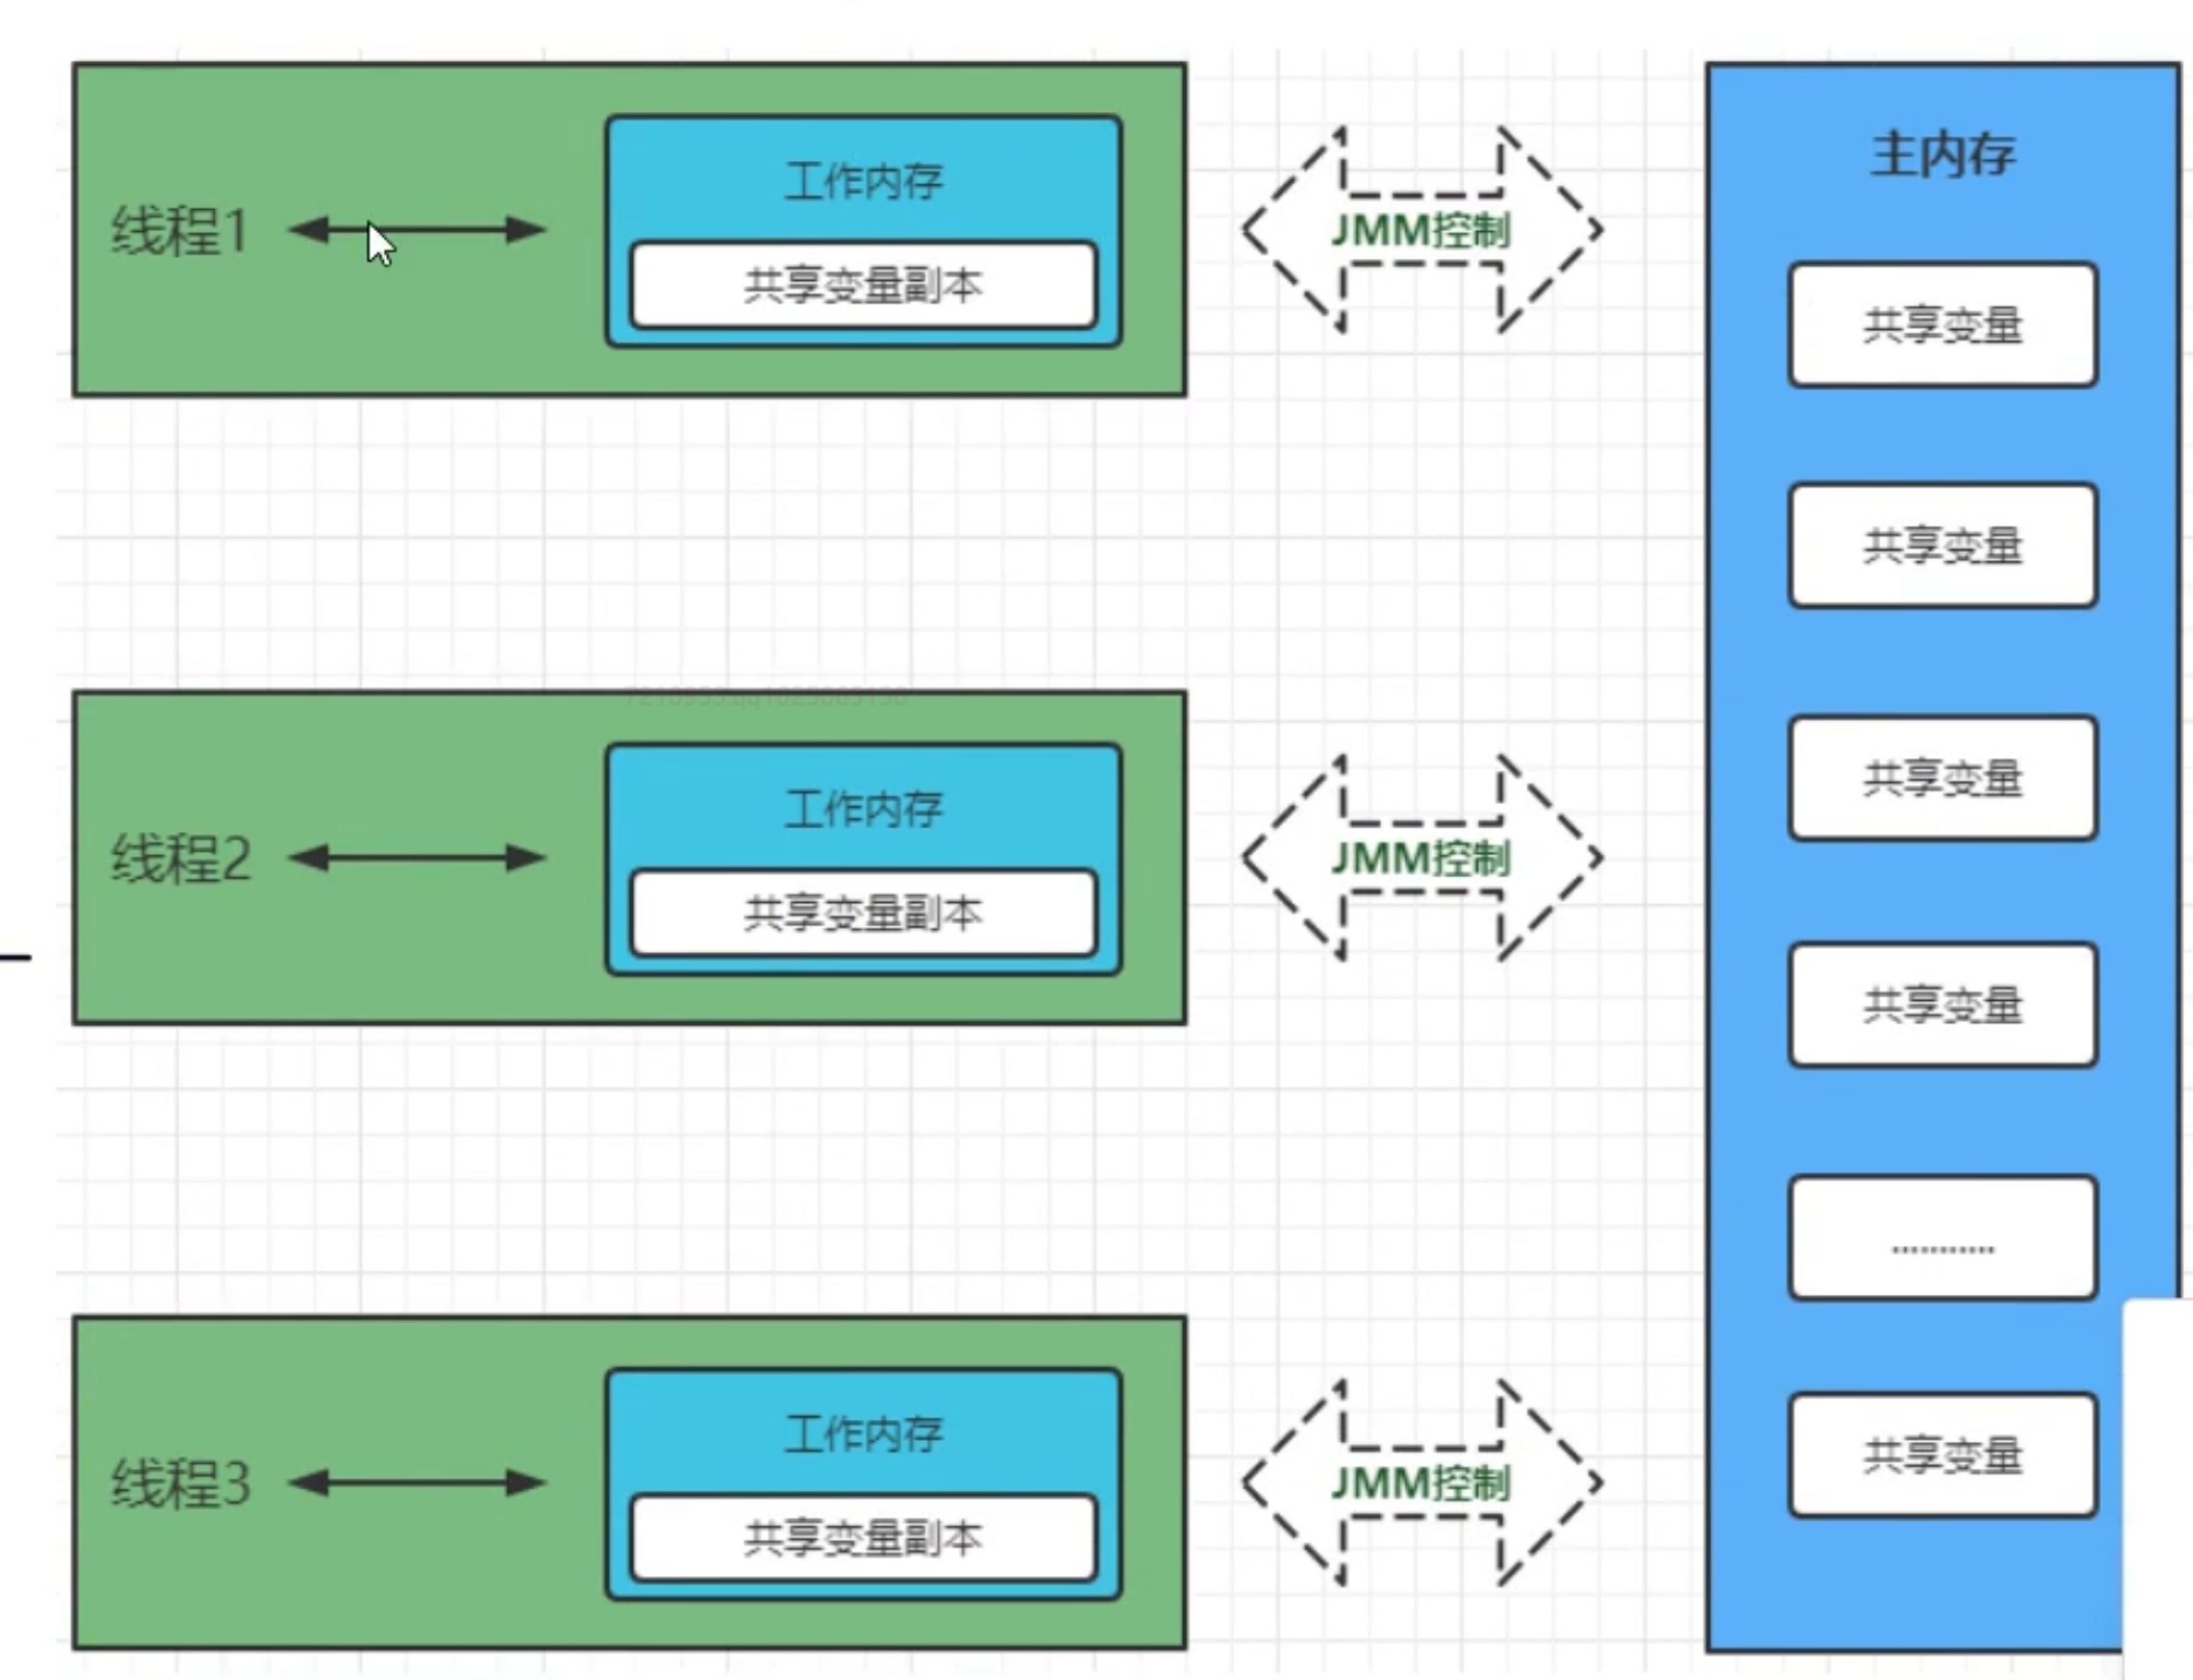 线程1
工作内存
共享变量副本
JMM控制
主内存
共享变量
共享变量
线程2
工作内存
共享变量副本
JMM控制
共享变量
共享变量
............
线程3
工作内存
共享变量副本
JMM控制
共享变量